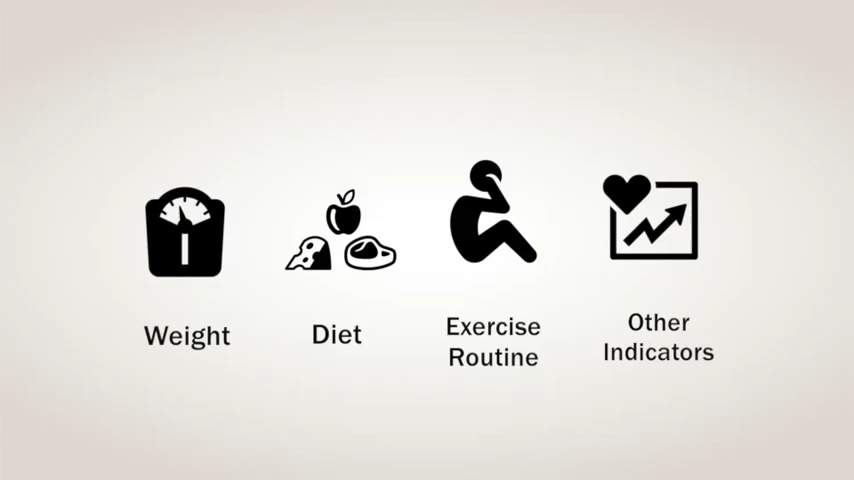 Weight
Diet
Exercise
Routine
Other
Indicators